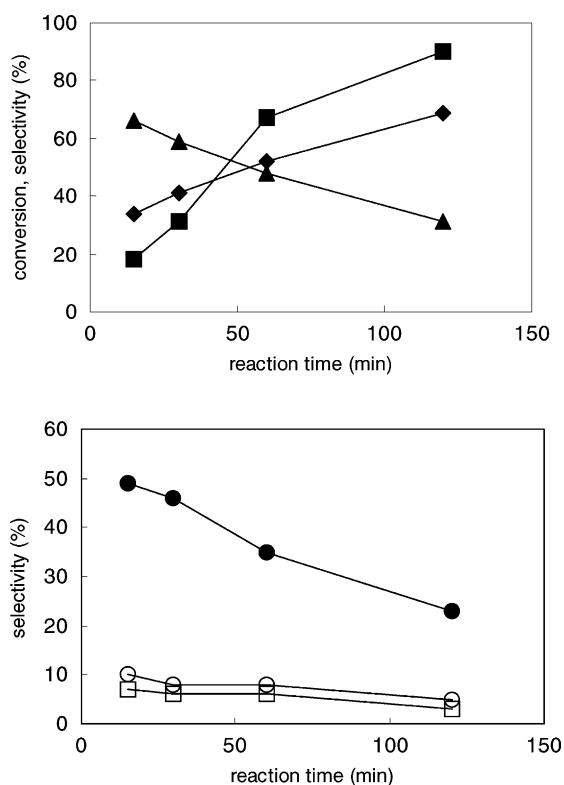 conversion, selectivity (%)
100
80
60
40
20
0
0 50 100 150
reaction time (min)
selectivity (%)
60
50
40
30
20
10
0
0 50 100 150
reaction time (min)